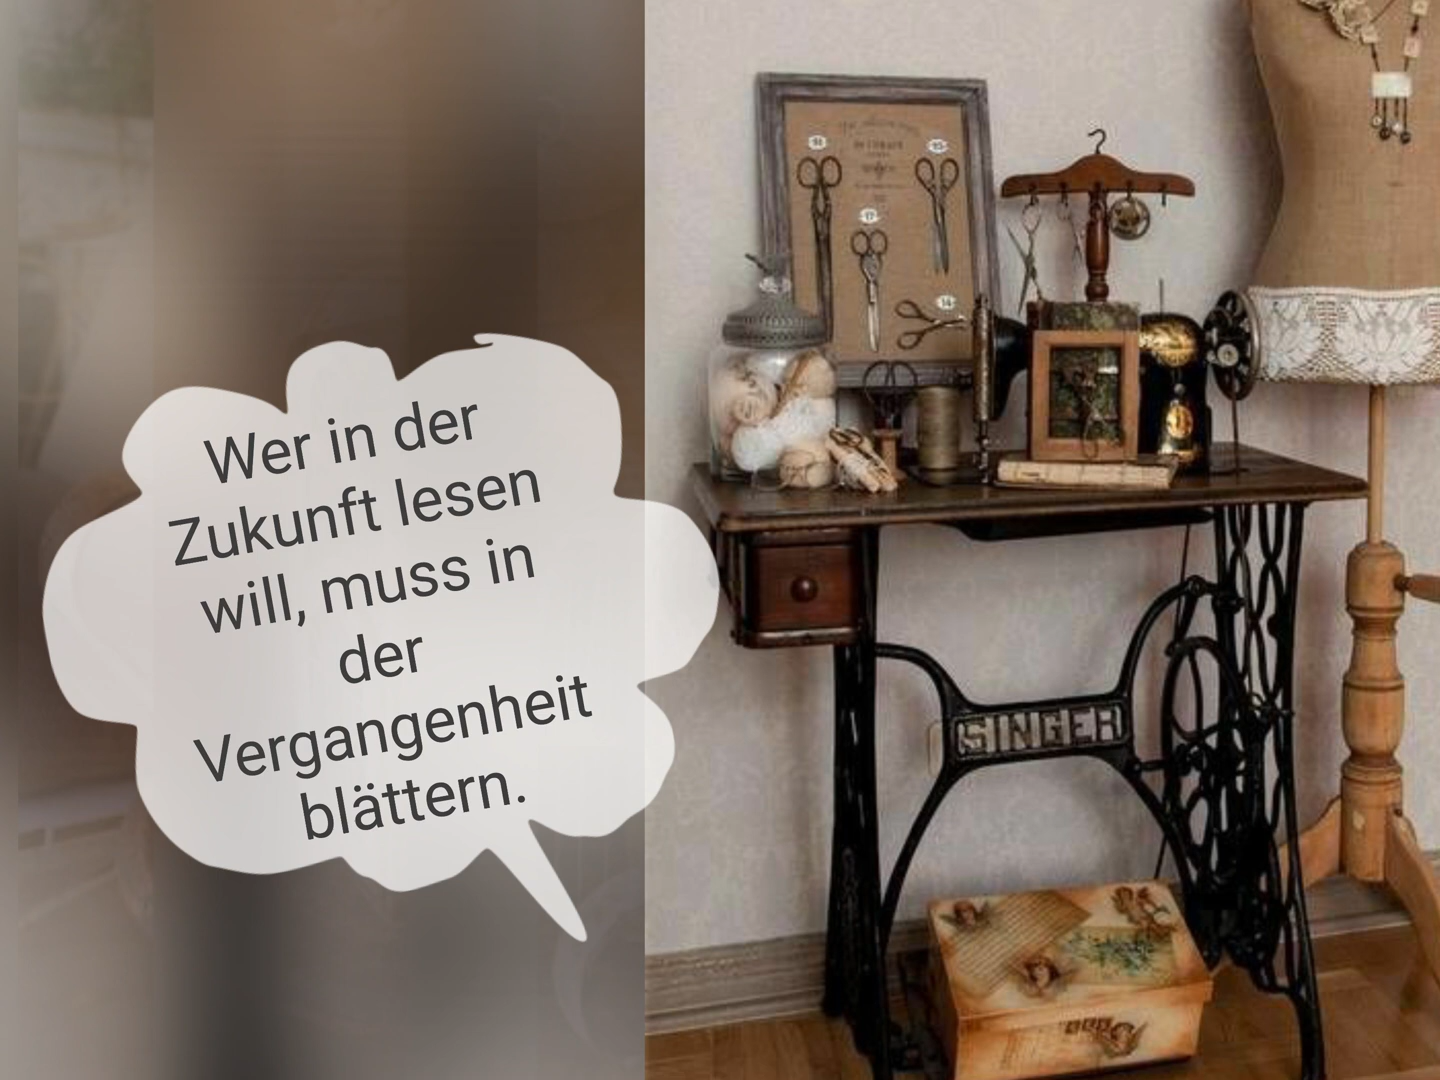 Wer in der
Zukunft lesen
will, muss in
der
Vergangenheit
blättern.
SINGER